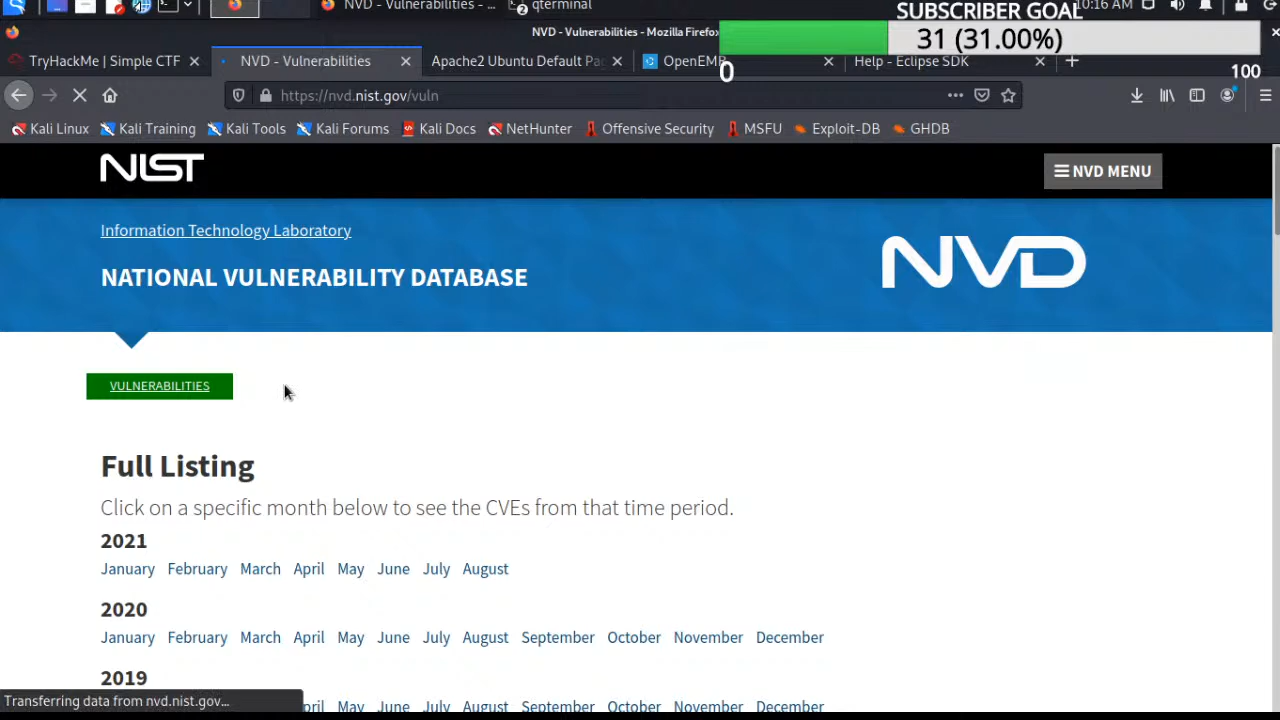 NVD - Vulnerabilities - ...
qterminal
SUBSCRIBER GOAL
10:16 AM
NVD - Vulnerabilities - Mozilla Firefox
31 (31.00%)
0
100
TryHackMe | Simple CTF
NVD - Vulnerabilities
Apache2 Ubuntu Default Pa
OpenEMR
Help - Eclipse SDK
https://nvd.nist.gov/vuln
Kali Linux
Kali Training
Kali Tools
Kali Forums
Kali Docs
NetHunter
Offensive Security
MSFU
Exploit-DB
GHDB
NIST
NVD MENU
Information Technology Laboratory
NATIONAL VULNERABILITY DATABASE
NVD
VULNERABILITIES
Full Listing
Click on a specific month below to see the CVEs from that time period.
2021
January February March April May June July August
2020
January February March April May June July August September October November December
2019
pril May June July August September October November December
Transferring data from nvd.nist.gov...